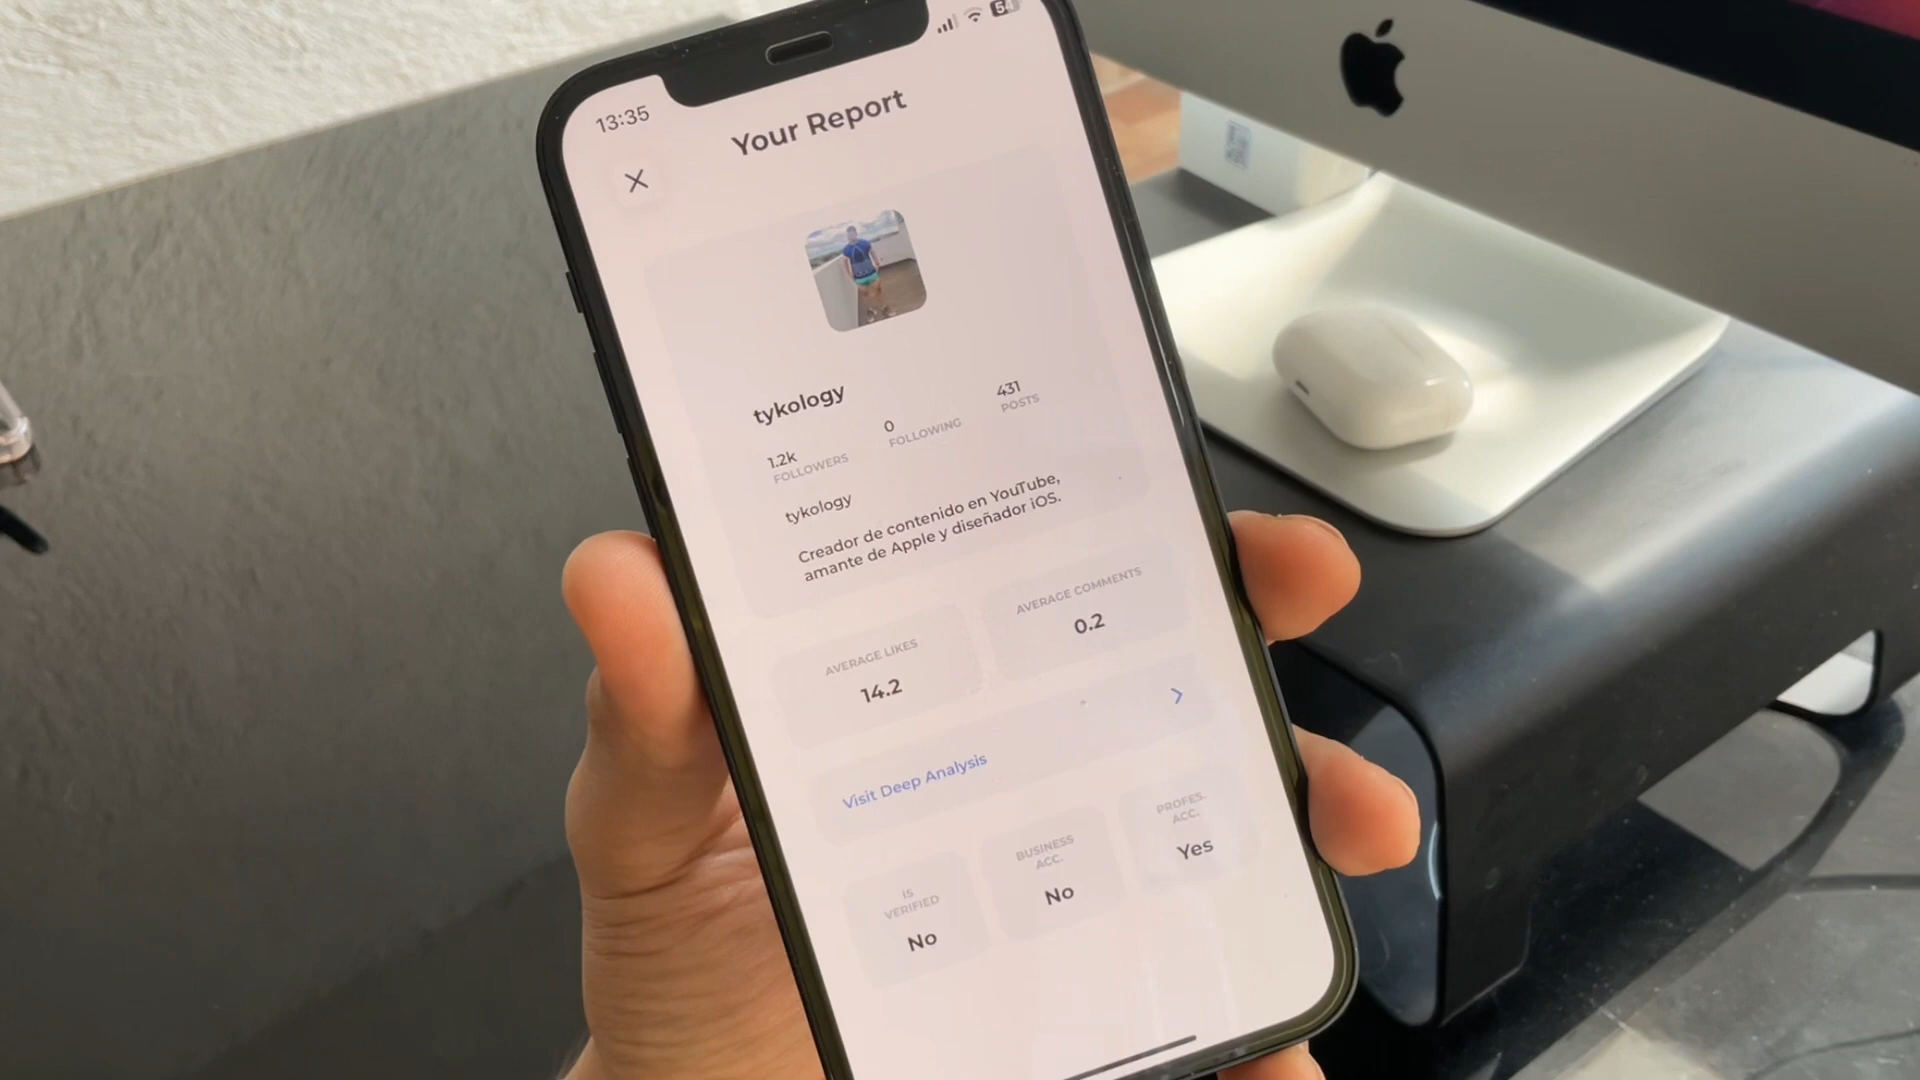 13:35
54
Your Report
tykology
1.2k
FOLLOWERS
0
FOLLOWING
431
POSTS
tykology
Creador de contenido en YouTube,
amante de Apple y diseñador iOS.
AVERAGE LIKES
14.2
AVERAGE COMMENTS
0.2
Visit Deep Analysis
IS
VERIFIED
No
BUSINESS
ACC.
No
PROFES.
ACC.
Yes